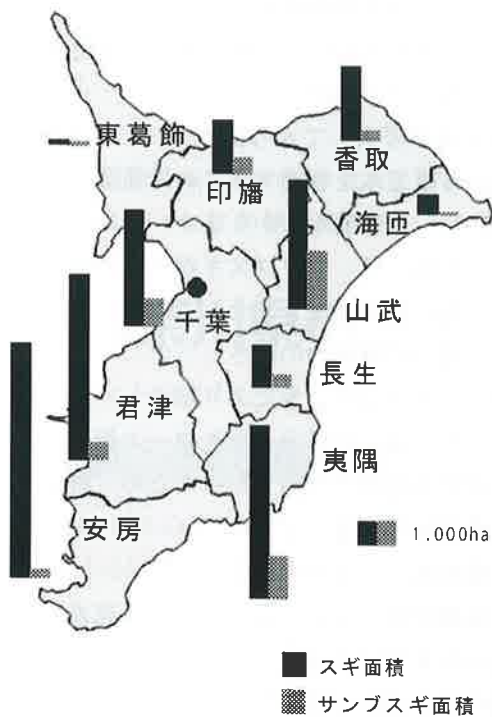 東葛飾
香取
印旛
海匝
千葉
山武
長生
君津
夷隅
安房
1.000ha
スギ面積
サンブスギ面積